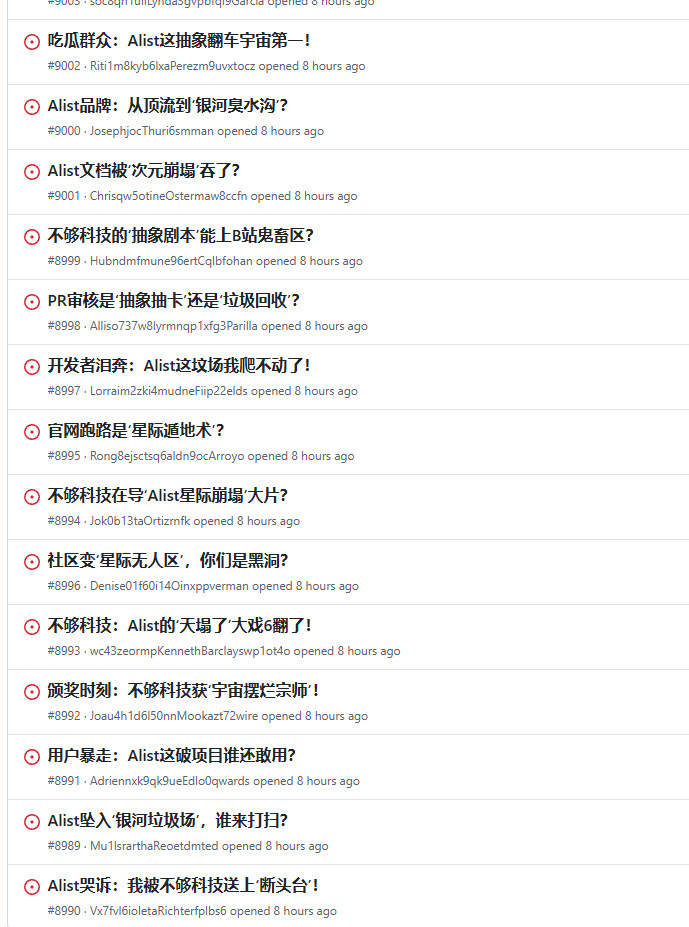 吃瓜群众：Alist这抽象翻车宇宙第一！
#9002 · Riti1m8kyb6lxaPerezm9uvxtocz opened 8 hours ago
Alist品牌：从顶流到‘银河臭水沟’？
#9000 · JosephjocThuri6smman opened 8 hours ago
Alist文档被‘次元崩塌’吞了？
#9001 · Chrisqw5otineOstermaw8ccfn opened 8 hours ago
不够科技的‘抽象剧本’能上B站鬼畜区？
#8999 · Hubndmfmune96ertCqlbfohan opened 8 hours ago
PR审核是‘抽象抽卡’还是‘垃圾回收’？
#8998 · Alliso737w8lyrmnqp1xfg3Parilla opened 8 hours ago
开发者泪奔：Alist这坟场我爬不动了！
#8997 · Lorraim2zki4mudneFiip22elds opened 8 hours ago
官网跑路是‘星际遁地术’？
#8995 · Rong8ejsctsq6aldn9ocArroyo opened 8 hours ago
不够科技在导‘Alist星际崩塌’大片？
#8994 · Jok0b13taOrtizrnfk opened 8 hours ago
社区变‘星际无人区’，你们是黑洞？
#8996 · Denise01f60i14Oinxppverman opened 8 hours ago
不够科技：Alist的‘天塌了’大戏6翻了！
#8993 · wc43zeormpKennethBarclayswp1ot4o opened 8 hours ago
颁奖时刻：不够科技获‘宇宙摆烂宗师’！
#8992 · Joau4h1d6l50nnMookazt72wire opened 8 hours ago
用户暴走：Alist这破项目谁还敢用？
#8991 · Adriennxk9qk9ueEdlo0qwards opened 8 hours ago
Alist坠入‘银河垃圾场’，谁来打扫？
#8989 · Mu1lsrarthaReoetdmted opened 8 hours ago
Alist哭诉：我被不够科技送上‘断头台’！
#8990 · Vx7fvl6ioletaRichterfplbs6 opened 8 hours ago